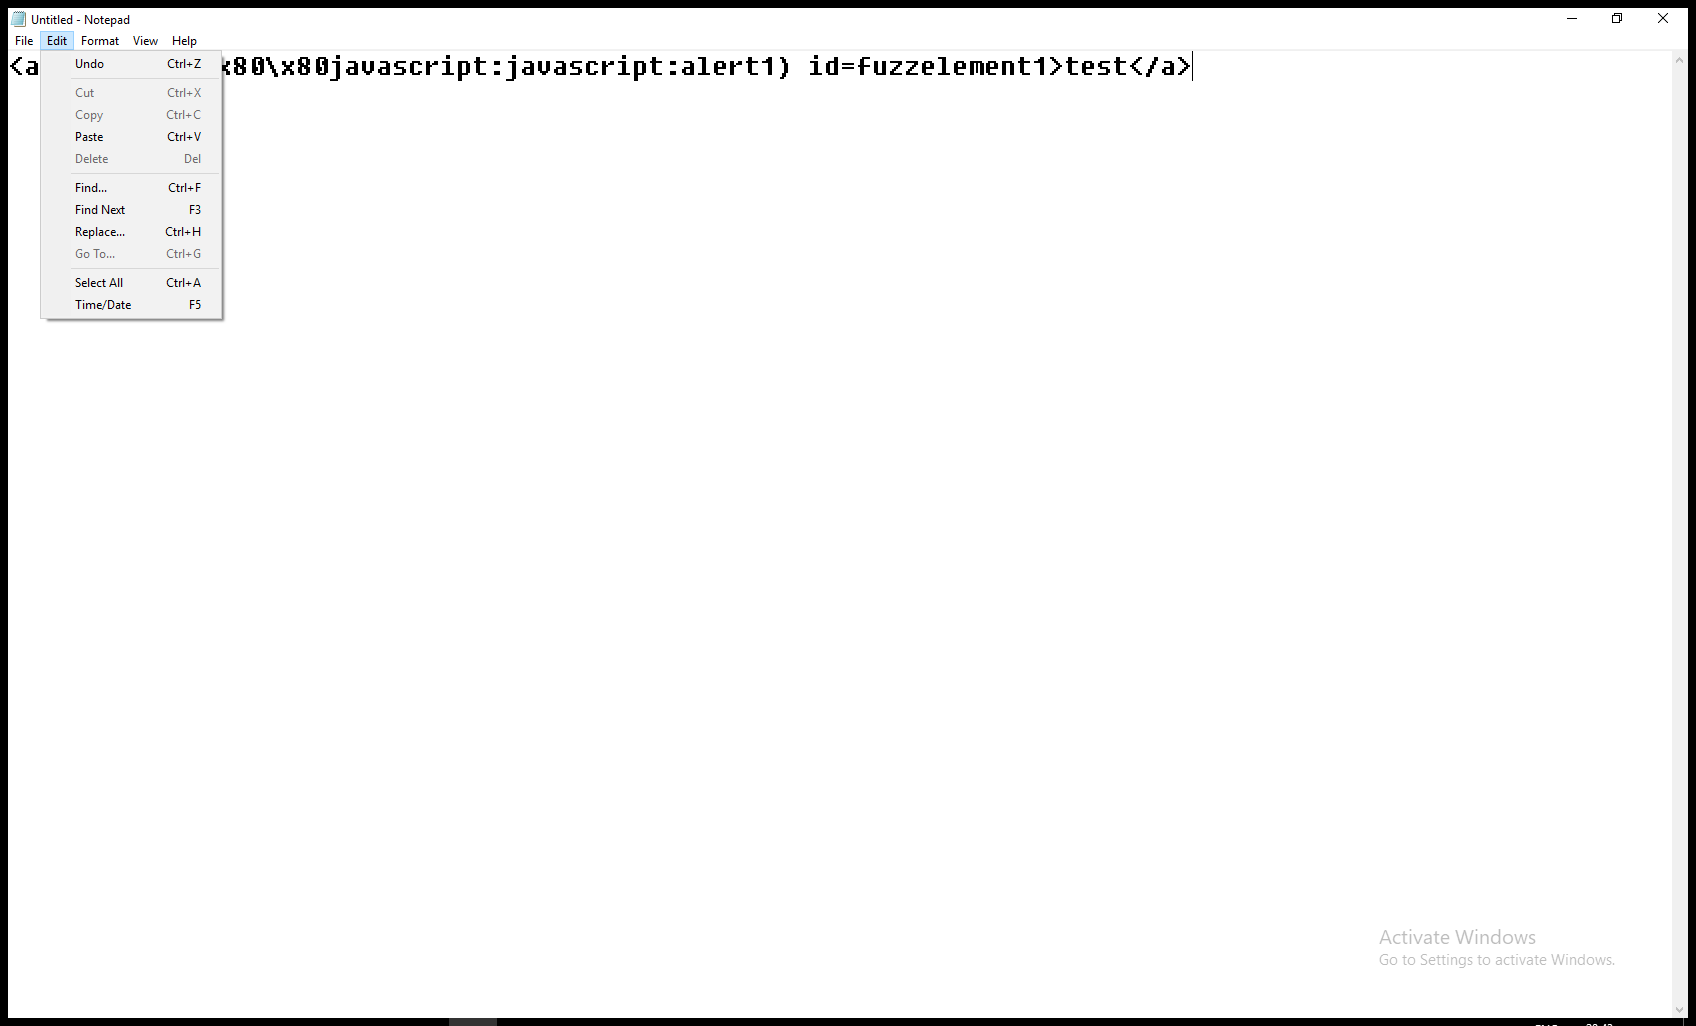 Untitled - Notepad
File Edit Format View Help
<a x80\x80javascript:javascript:alert1) id=fuzzelement1>test</a>
Undo Ctrl+Z
Cut Ctrl+X
Copy Ctrl+C
Paste Ctrl+V
Delete Del
Find... Ctrl+F
Find Next F3
Replace... Ctrl+H
Go To... Ctrl+G
Select All Ctrl+A
Time/Date F5
Activate Windows
Go to Settings to activate Windows.